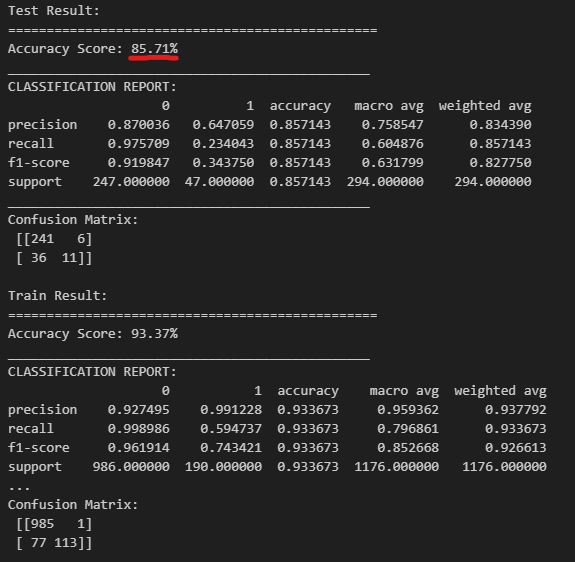 Test Result:
================================================
Accuracy Score: 85.71%
_______________________________________________
CLASSIFICATION REPORT:
0 1 accuracy macro avg weighted avg
precision 0.870036 0.647059 0.857143 0.758547 0.834390
recall 0.975709 0.234043 0.857143 0.604876 0.857143
f1-score 0.919847 0.343750 0.857143 0.631799 0.827750
support 247.000000 47.000000 0.857143 294.000000 294.000000
_______________________________________________
Confusion Matrix:
[[241 6]
[ 36 11]]
Train Result:
================================================
Accuracy Score: 93.37%
_______________________________________________
CLASSIFICATION REPORT:
0 1 accuracy macro avg weighted avg
precision 0.927495 0.991228 0.933673 0.959362 0.937792
recall 0.998986 0.594737 0.933673 0.796861 0.933673
f1-score 0.961914 0.743421 0.933673 0.852668 0.926613
support 986.000000 190.000000 0.933673 1176.000000 1176.000000
...
Confusion Matrix:
[[985 1]
[ 77 113]]